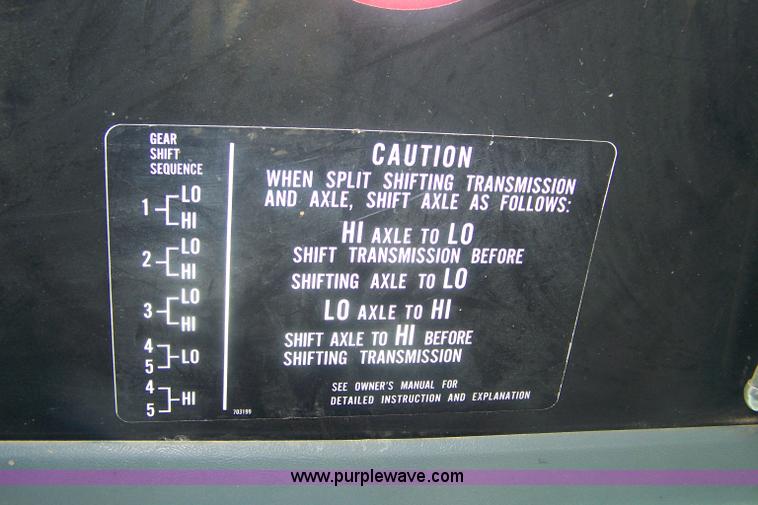 GEAR
SHIFT
SEQUENCE
1 LO
HI
2 LO
HI
3 LO
HI
4
5 LO
4
5 HI
CAUTION
WHEN SPLIT SHIFTING TRANSMISSION
AND AXLE, SHIFT AXLE AS FOLLOWS:
HI AXLE TO LO
SHIFT TRANSMISSION BEFORE
SHIFTING AXLE TO LO
LO AXLE TO HI
SHIFT AXLE TO HI BEFORE
SHIFTING TRANSMISSION
SEE OWNER'S MANUAL FOR
DETAILED INSTRUCTION AND EXPLANATION
703199
www.purplewave.com